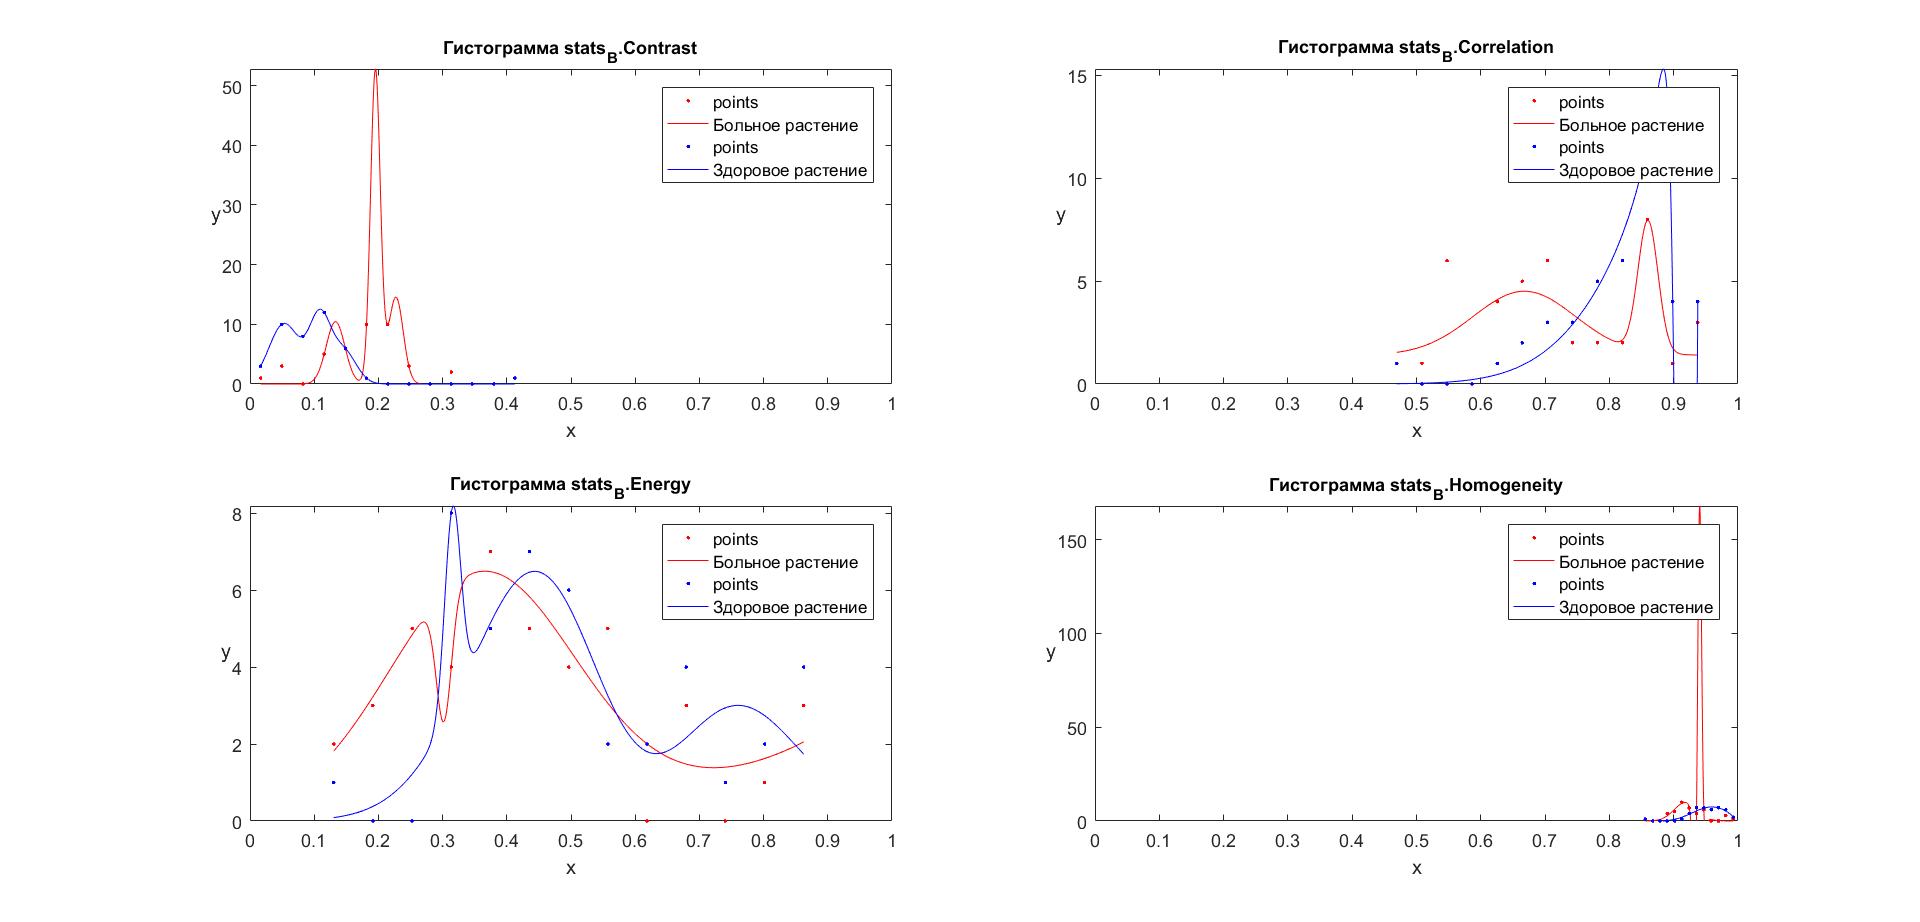 Гистограмма stats_B.Contrast
50
40
30
20
10
0
y
0 0.1 0.2 0.3 0.4 0.5 0.6 0.7 0.8 0.9 1
x
points
Больное растение
points
Здоровое растение
Гистограмма stats_B.Correlation
15
10
5
0
y
0 0.1 0.2 0.3 0.4 0.5 0.6 0.7 0.8 0.9 1
x
points
Больное растение
points
Здоровое растение
Гистограмма stats_B.Energy
8
6
4
2
0
y
0 0.1 0.2 0.3 0.4 0.5 0.6 0.7 0.8 0.9 1
x
points
Больное растение
points
Здоровое растение
Гистограмма stats_B.Homogeneity
150
100
50
0
y
0 0.1 0.2 0.3 0.4 0.5 0.6 0.7 0.8 0.9 1
x
points
Больное растение
points
Здоровое растение